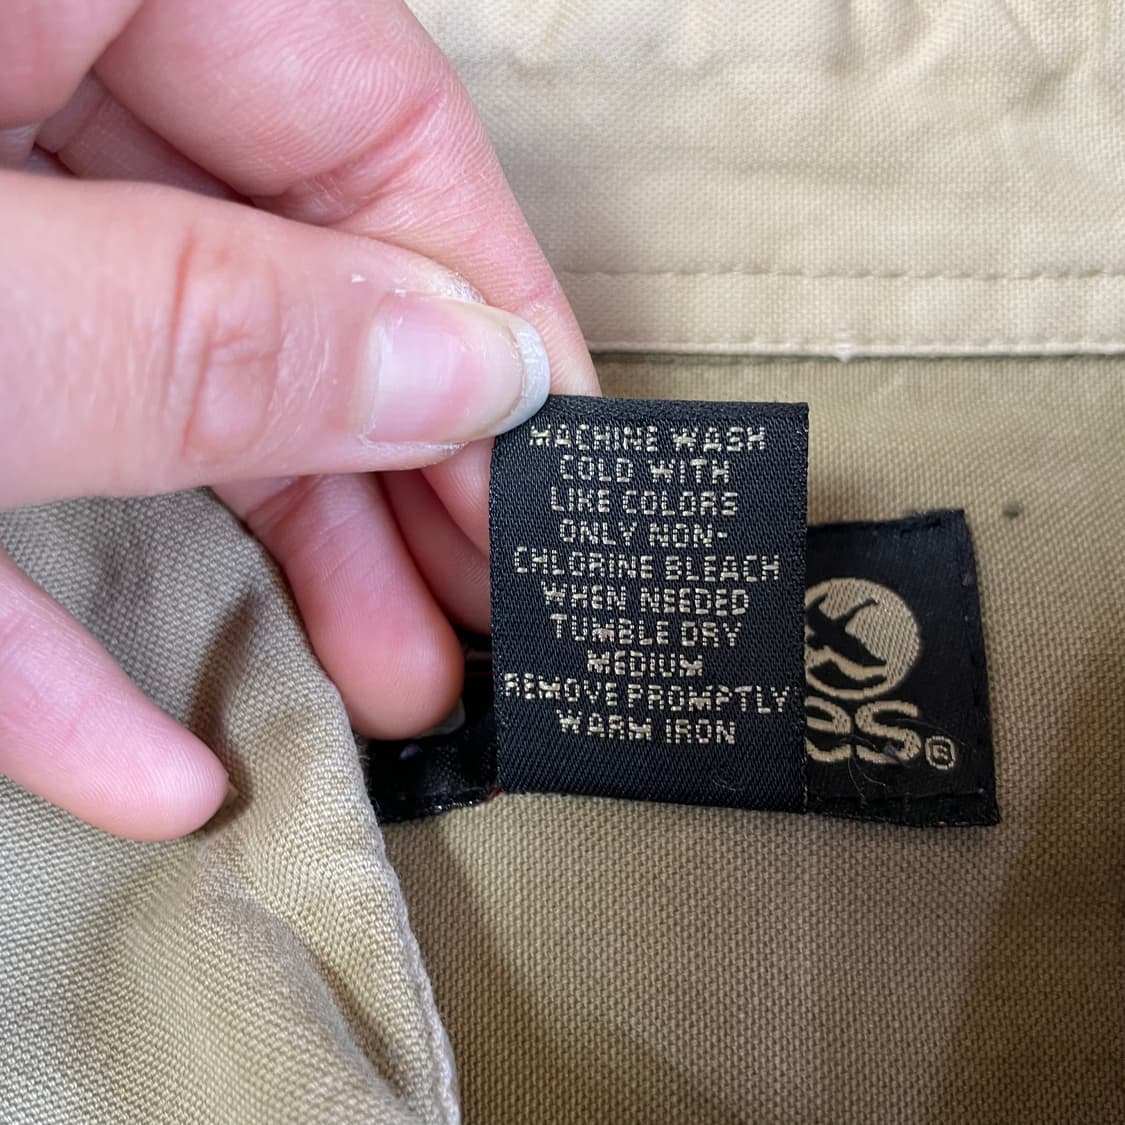 MACHINE WASH
COLD WITH
LIKE COLORS
ONLY NON-
CHLORINE BLEACH
WHEN NEEDED
TUMBLE DRY
MEDIUM
REMOVE PROMPTLY
WARM IRON
®